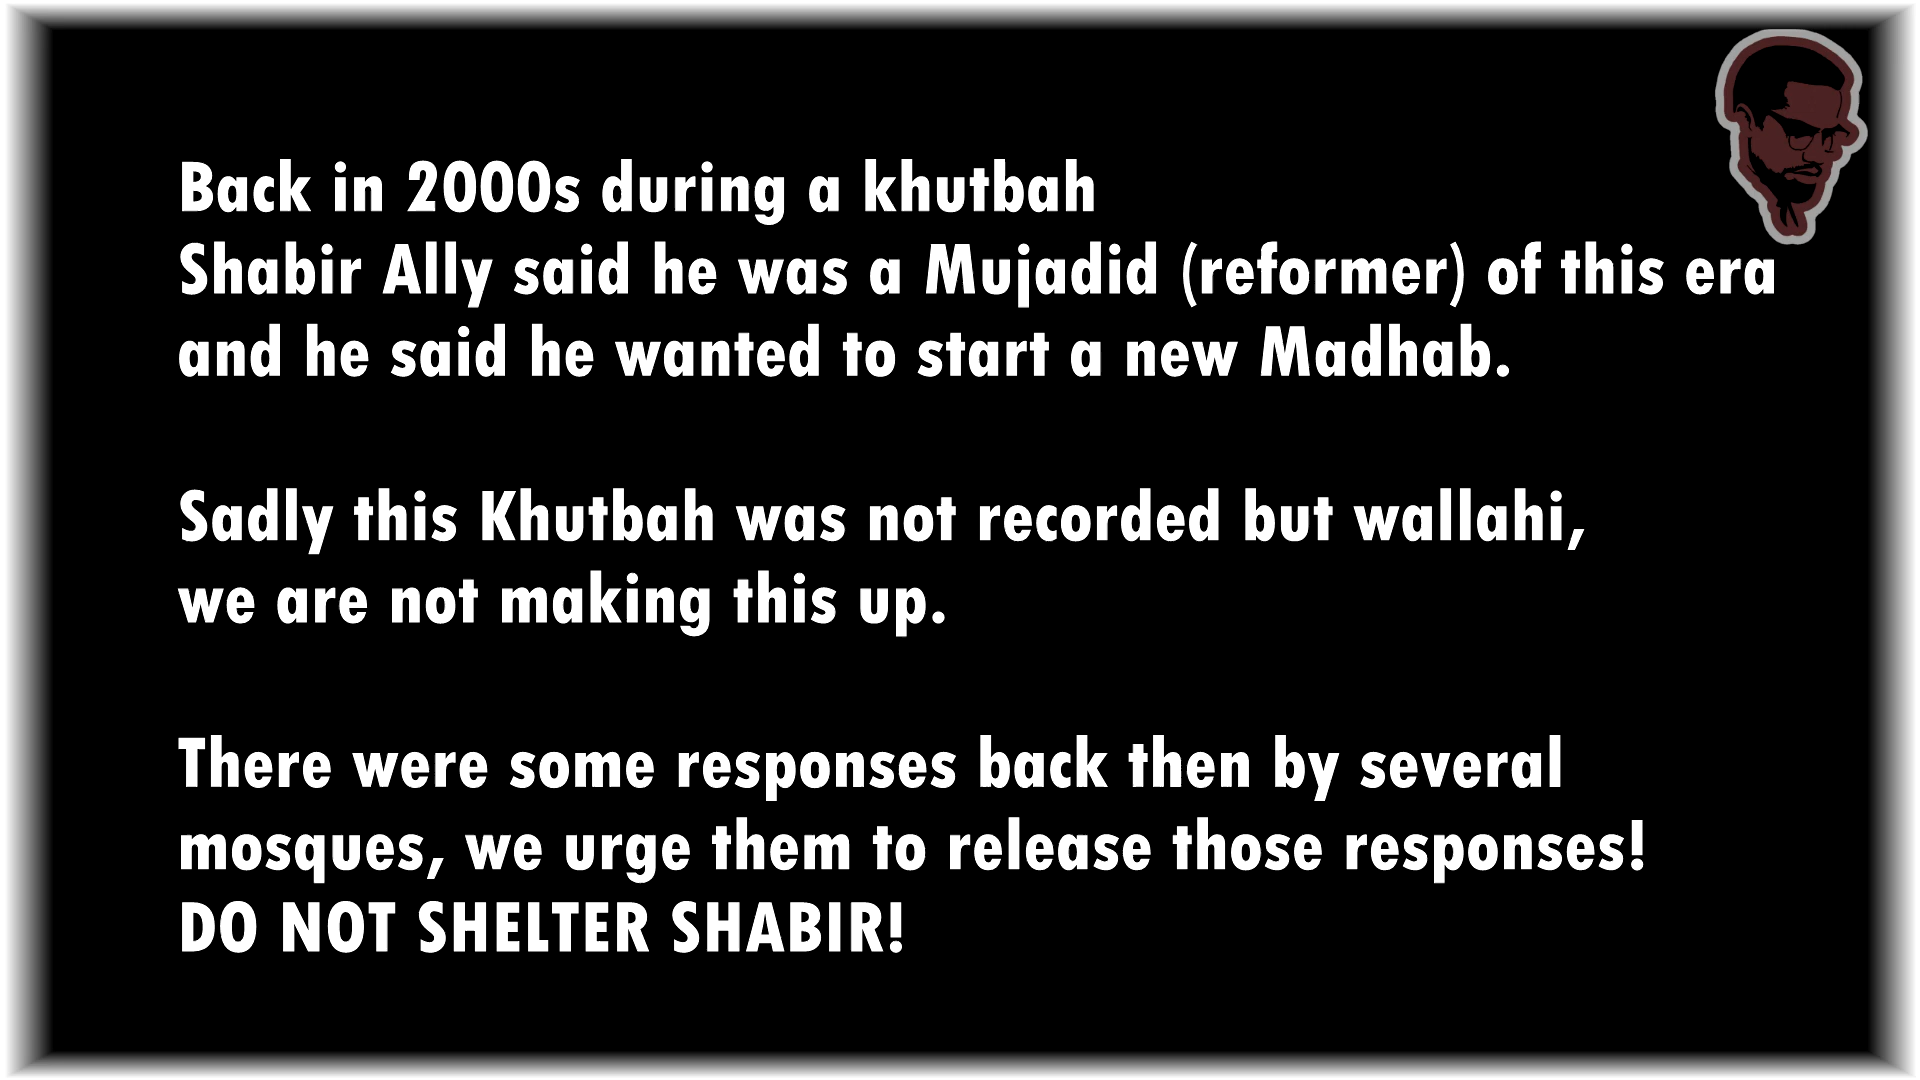 Back in 2000s during a khutbah
Shabir Ally said he was a Mujadid (reformer) of this era
and he said he wanted to start a new Madhab.
Sadly this Khutbah was not recorded but wallahi,
we are not making this up.
There were some responses back then by several
mosques, we urge them to release those responses!
DO NOT SHELTER SHABIR!